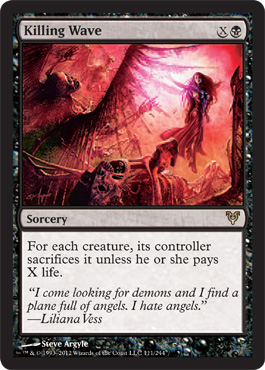 Killing Wave X
Sorcery
For each creature, its controller
sacrifices it unless he or she pays
X life.
“I come looking for demons and I find a
plane full of angels. I hate angels.”
—Liliana Vess
Steve Argyle
™ & © 1993–2012 Wizards of the Coast LLC 111/244